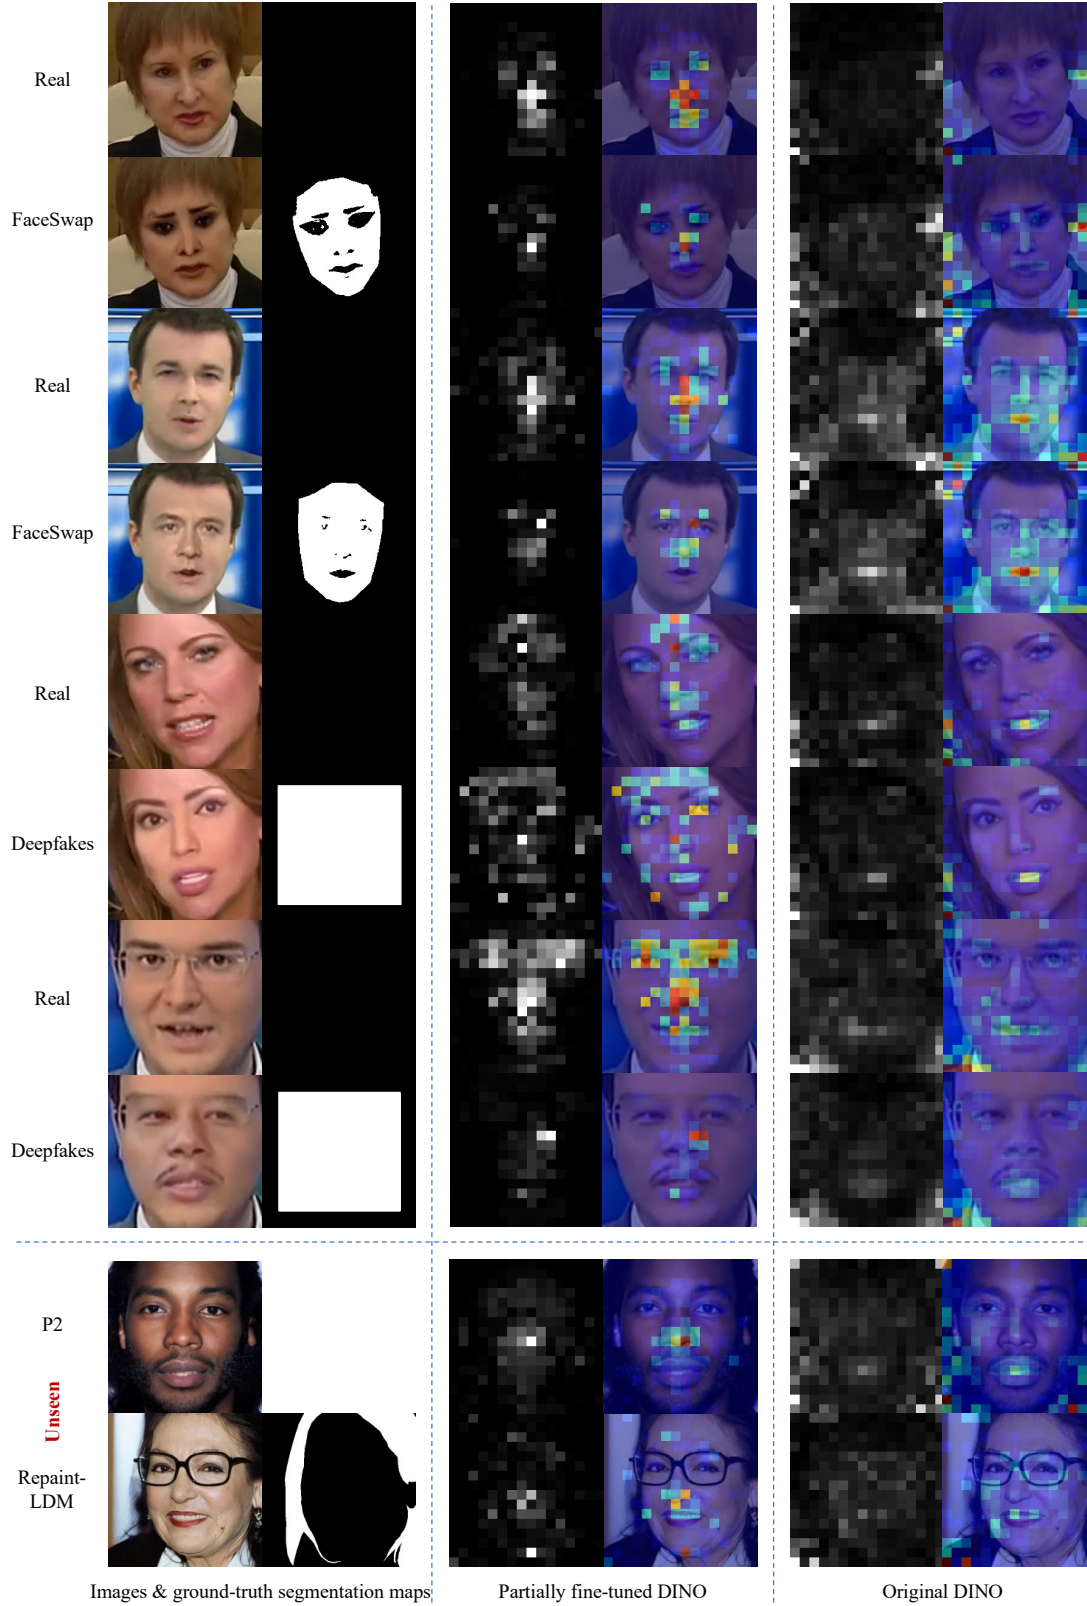 Real
FaceSwap
Real
FaceSwap
Real
Deepfakes
Real
Deepfakes
P2
Unseen
Repaint-
LDM
Images & ground-truth segmentation maps
Partially fine-tuned DINO
Original DINO